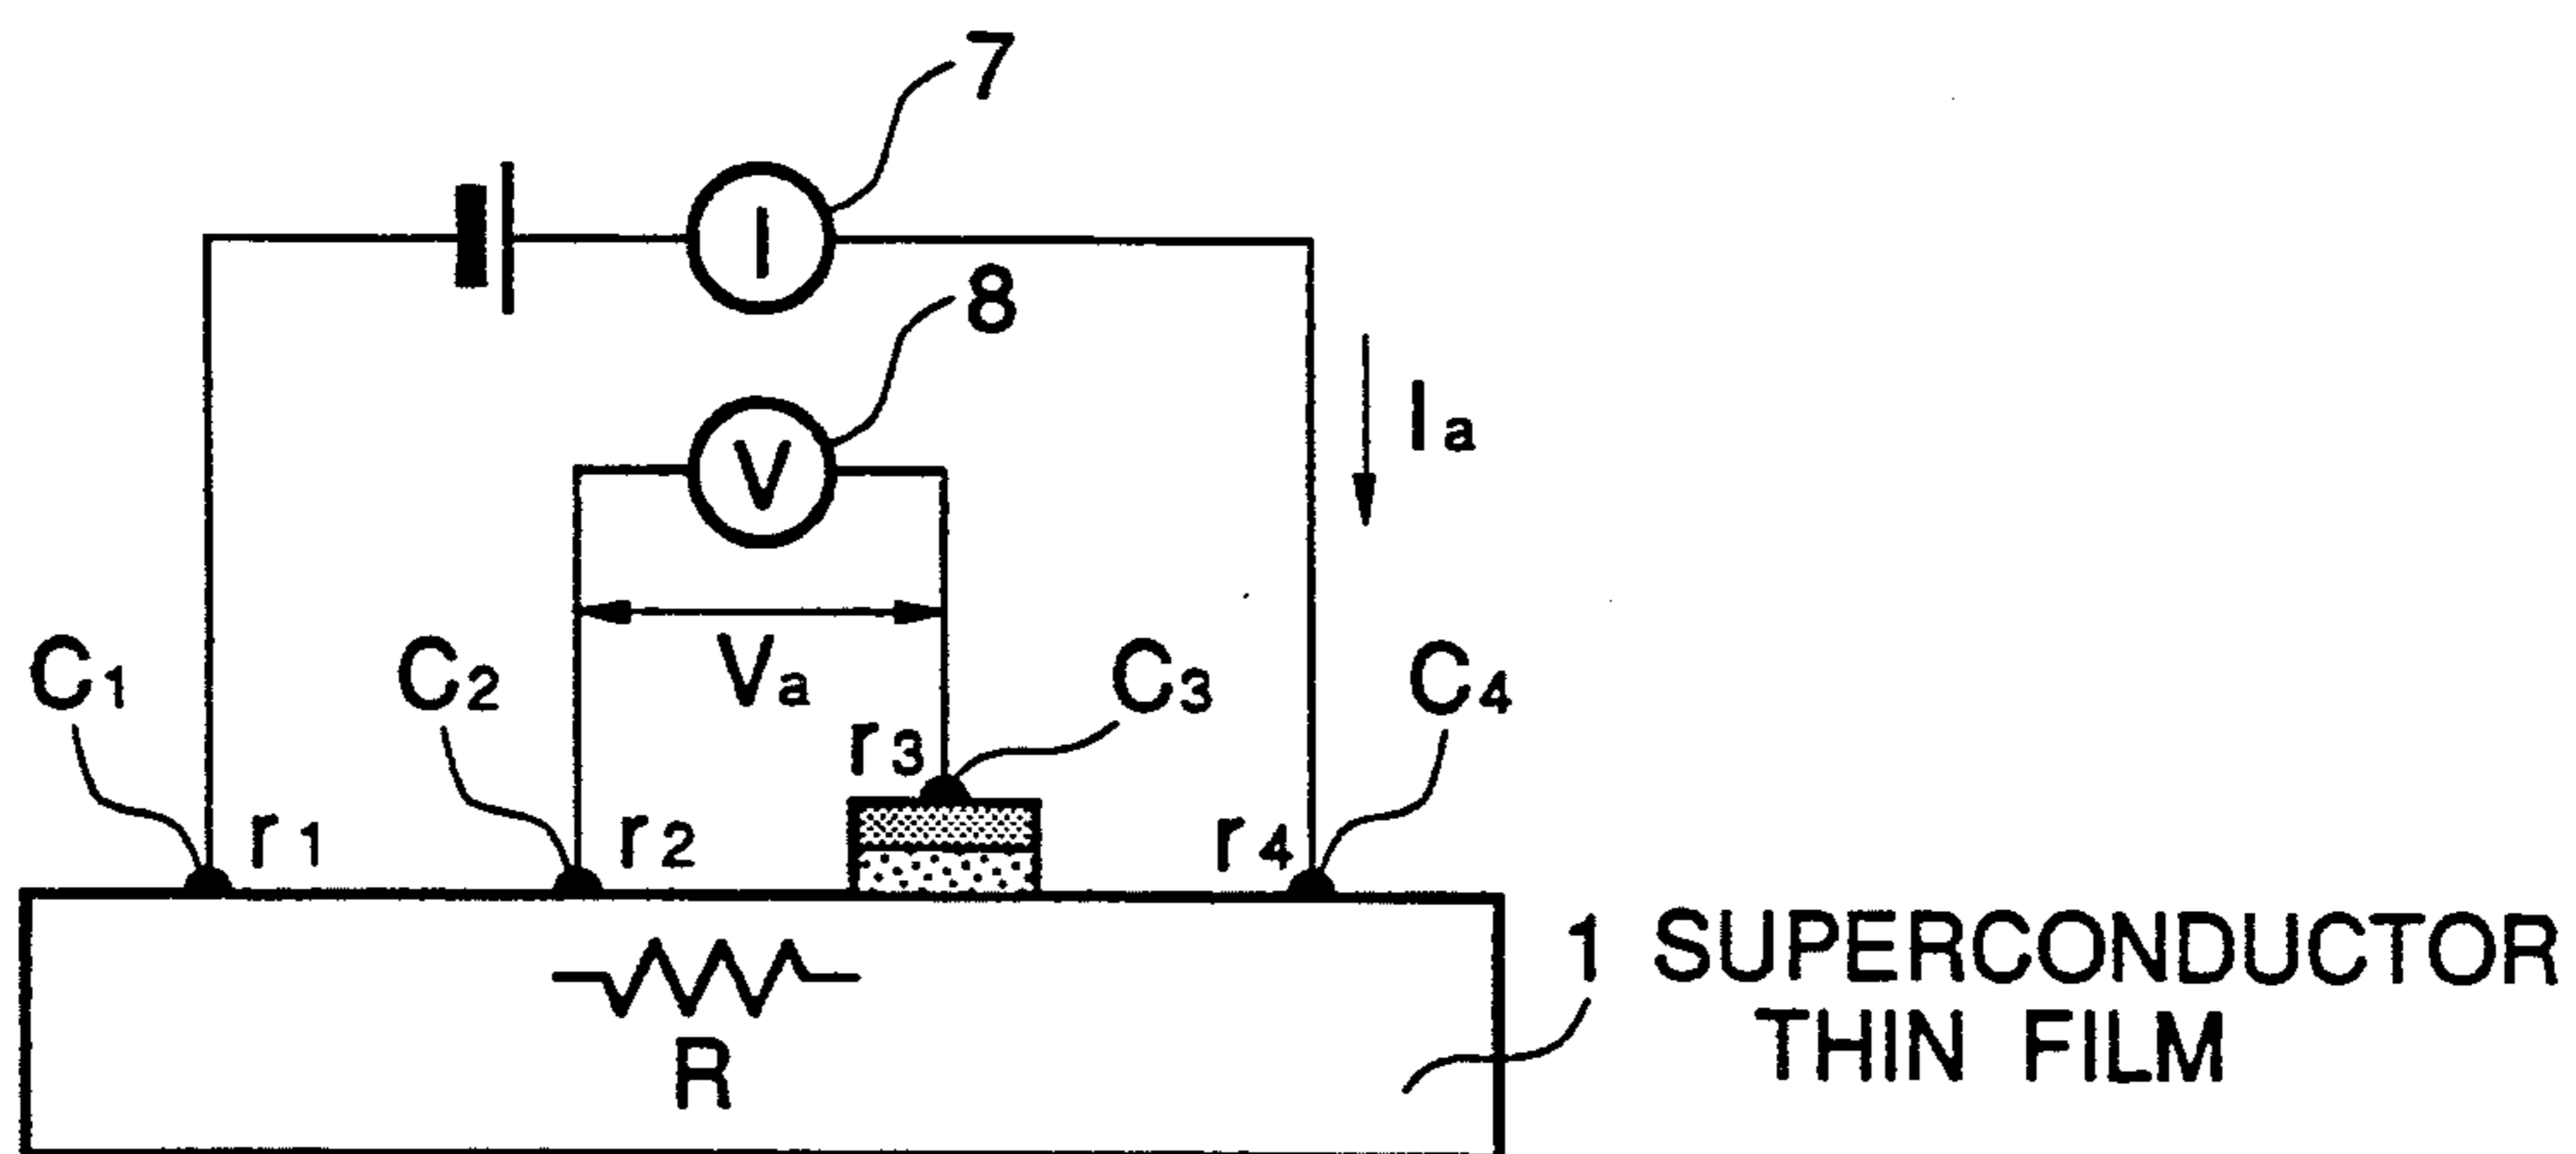 7
I
8
V
Ia
Va
C1
C2
C3
C4
r3
r1
r2
r4
1 SUPERCONDUCTOR
THIN FILM
R